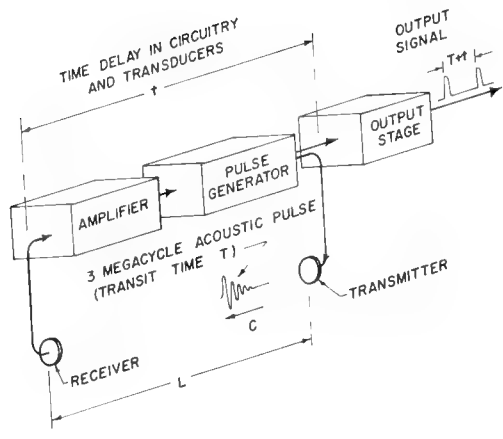 OUTPUT
SIGNAL
T+t
TIME DELAY IN CIRCUITRY
AND TRANSDUCERS
t
OUTPUT
STAGE
PULSE
GENERATOR
AMPLIFIER
3 MEGACYCLE ACOUSTIC PULSE
(TRANSIT TIME T)
TRANSMITTER
C
RECEIVER
L